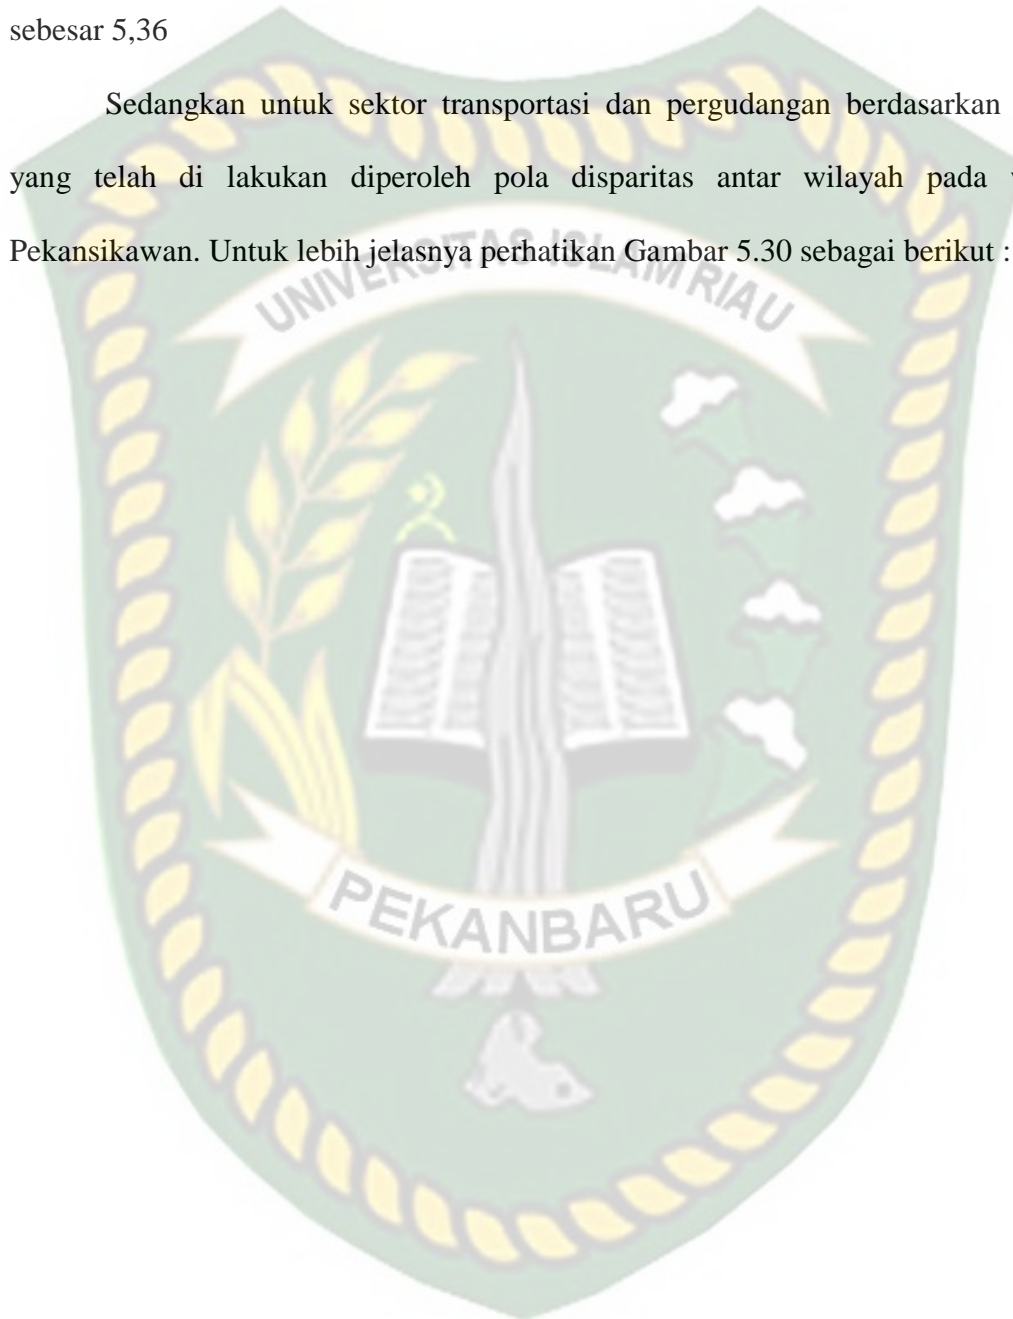 sebesar 5,36
Sedangkan untuk sektor transportasi dan pergudangan berdasarkan
yang telah di lakukan diperoleh pola disparitas antar wilayah pada
Pekansikawan. Untuk lebih jelasnya perhatikan Gambar 5.30 sebagai berikut :
UNIVERSITAS ISLAM RIAU
PEKANBARU